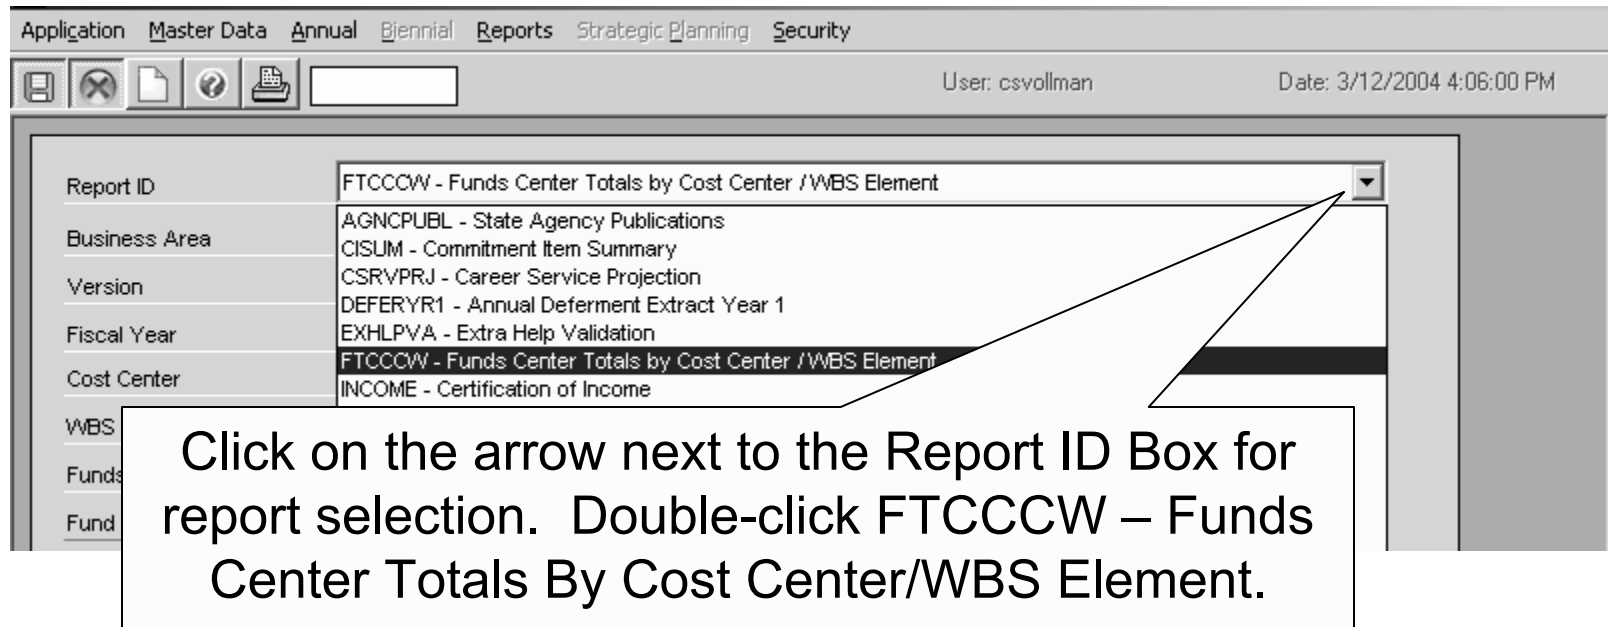 Application Master Data Annual Biennial Reports Strategic Planning Security
User: csvollman Date: 3/12/2004 4:06:00 PM
Report ID FTCCCW - Funds Center Totals by Cost Center / WBS Element
AGNCPUBL - State Agency Publications
Business Area
CISUM - Commitment Item Summary
CSRVPRJ - Career Service Projection
Version
DEFERYR1 - Annual Deferment Extract Year 1
Fiscal Year EXHLPVA - Extra Help Validation
FTCCCW - Funds Center Totals by Cost Center / WBS Element
Cost Center
INCOME - Certification of Income
WBS
Funds
Fund
Click on the arrow next to the Report ID Box for
report selection. Double-click FTCCCW – Funds
Center Totals By Cost Center/WBS Element.